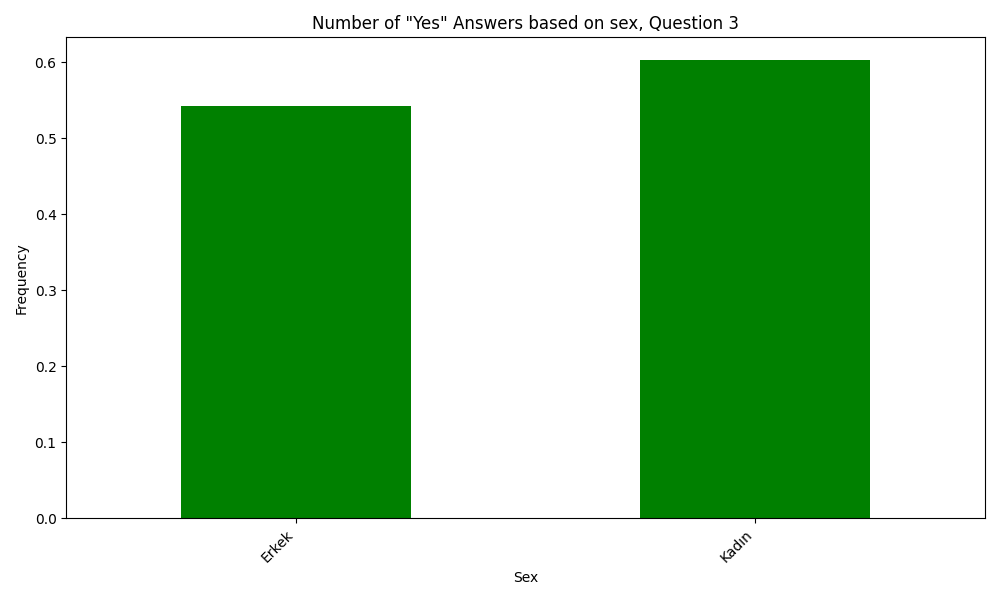 Number of "Yes" Answers based on sex, Question 3
Frequency
0.6
0.5
0.4
0.3
0.2
0.1
0.0
Erkek
Kadın
Sex